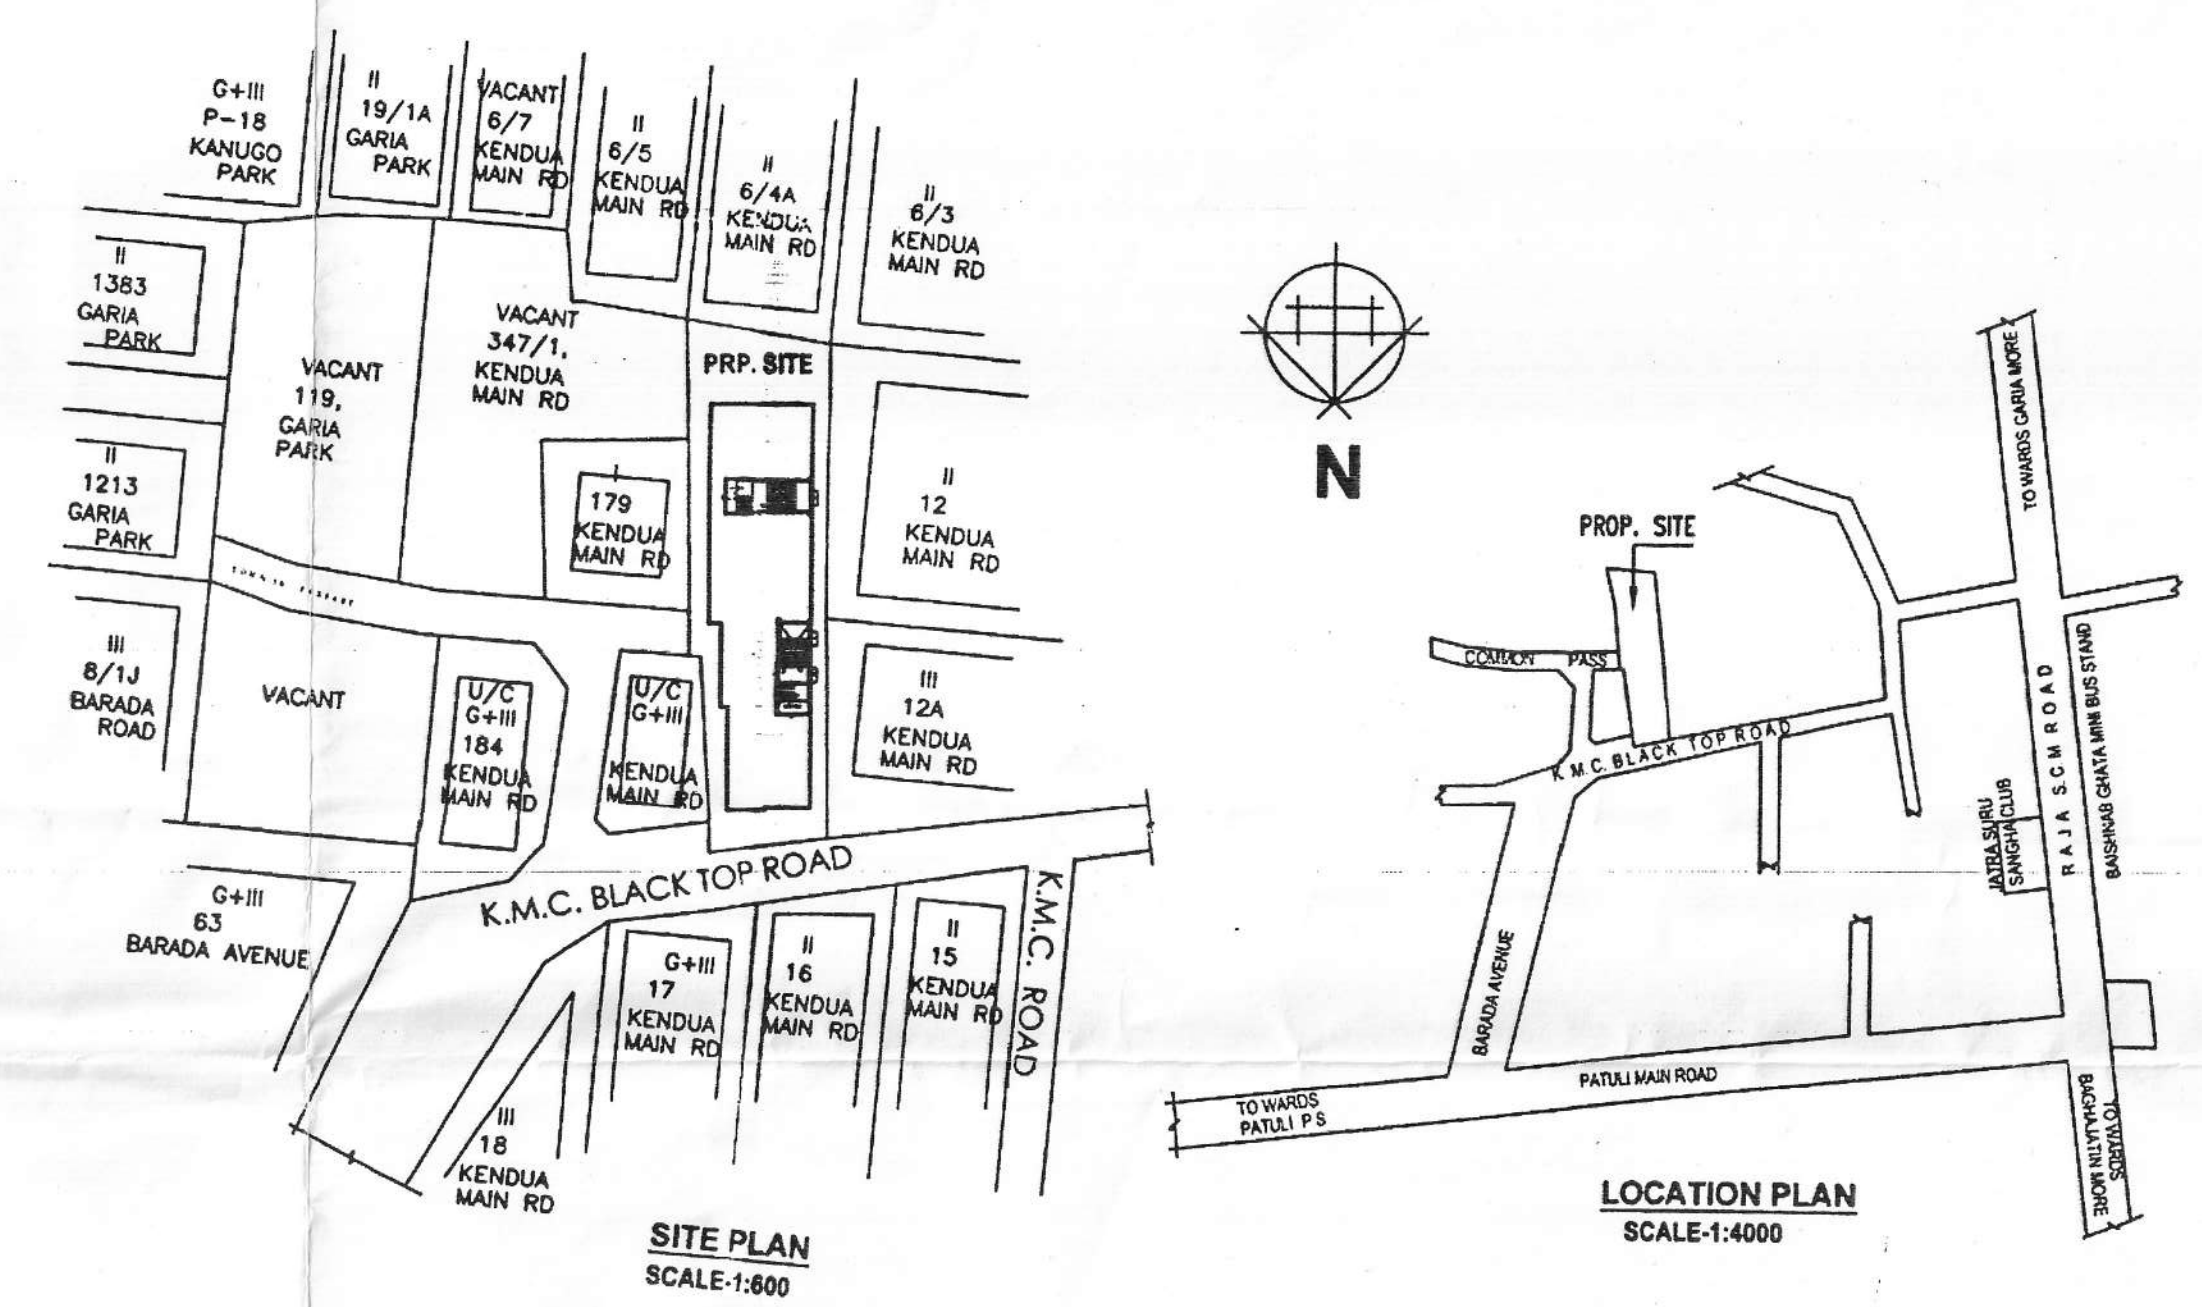 G+III
P-18
KANUGO
PARK
II
19/1A
GARIA
PARK
VACANT
6/7
KENDUA
MAIN RD
II
6/5
KENDUA
MAIN RD
II
6/4A
KENDUA
MAIN RD
II
6/3
KENDUA
MAIN RD
II
1383
GARIA
PARK
VACANT
119,
GARIA
PARK
VACANT
347/1,
KENDUA
MAIN RD
PRP. SITE
II
1213
GARIA
PARK
I
179
KENDUA
MAIN RD
II
12
KENDUA
MAIN RD
III
8/1J
BARADA
ROAD
VACANT
U/C
G+III
184
KENDUA
MAIN RD
U/C
G+III
KENDUA
MAIN RD
III
12A
KENDUA
MAIN RD
K.M.C. BLACK TOP ROAD
G+III
63
BARADA AVENUE
G+III
17
KENDUA
MAIN RD
II
16
KENDUA
MAIN RD
II
15
KENDUA
MAIN RD
K.M.C. ROAD
III
18
KENDUA
MAIN RD
SITE PLAN
SCALE-1:600
N
PROP. SITE
COMMON PASS
K.M.C. BLACK TOP ROAD
TO WARDS GARIA MORE
RAJA S.C.M ROAD
BAISHNAB GHATA MINI BUS STAND
JATRA SURU
SANGHA CLUB
BARADA AVENUE
PATULI MAIN ROAD
TO WARDS
PATULI P S
TO WARDS
BAGHAJATIN MORE
LOCATION PLAN
SCALE-1:4000